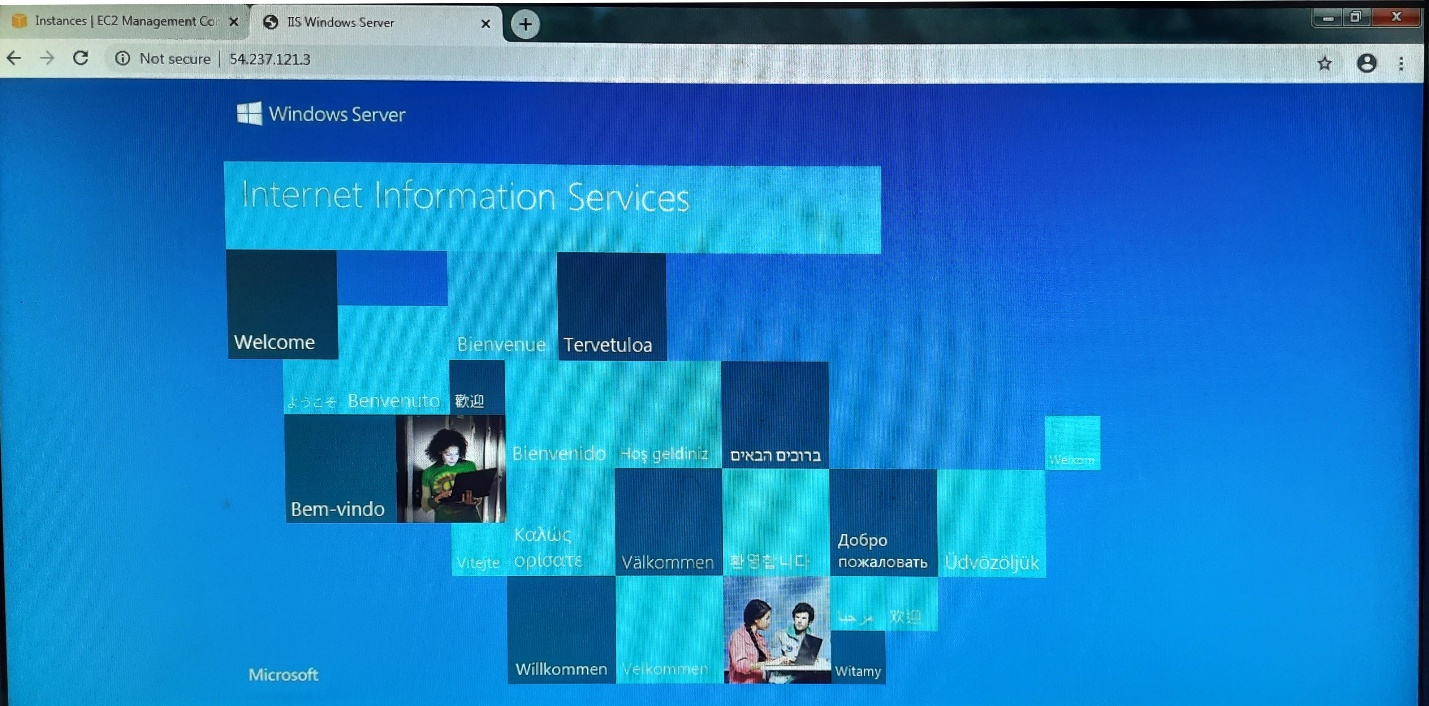 Instances | EC2 Management Co
IIS Windows Server
Not secure | 54.237.121.3
Windows Server
Internet Information Services
Welcome
Bienvenue
Tervetuloa
ようこそ
Benvenuto
歡迎
Bienvenido
Hoş geldiniz
ברוכים הבאים
Welkom
Bem-vindo
Vítejte
Καλώς
ορίσατε
Välkommen
환영합니다
Добро
пожаловать
Üdvözöljük
مرحبا
欢迎
Willkommen
Velkommen
Witamy
Microsoft